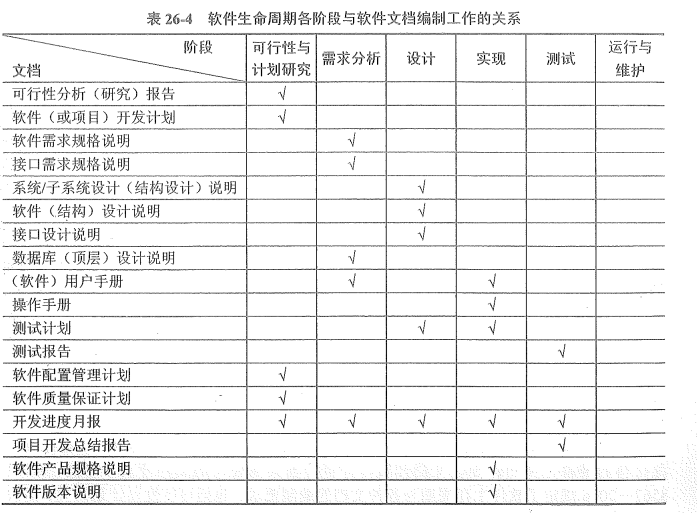 表 26-4 软件生命周期各阶段与软件文档编制工作的关系
阶段 可行性与 需求分析 设计 实现 测试 运行与
文档 计划研究 维护
可行性分析（研究）报告 √
软件（或项目）开发计划 √
软件需求规格说明 √
接口需求规格说明 √
系统/子系统设计（结构设计）说明 √
软件（结构）设计说明 √
接口设计说明 √
数据库（顶层）设计说明 √
（软件）用户手册 √ √
操作手册 √
测试计划 √ √
测试报告 √
软件配置管理计划 √
软件质量保证计划 √
开发进度月报 √ √ √ √ √
项目开发总结报告 √
软件产品规格说明 √
软件版本说明 √